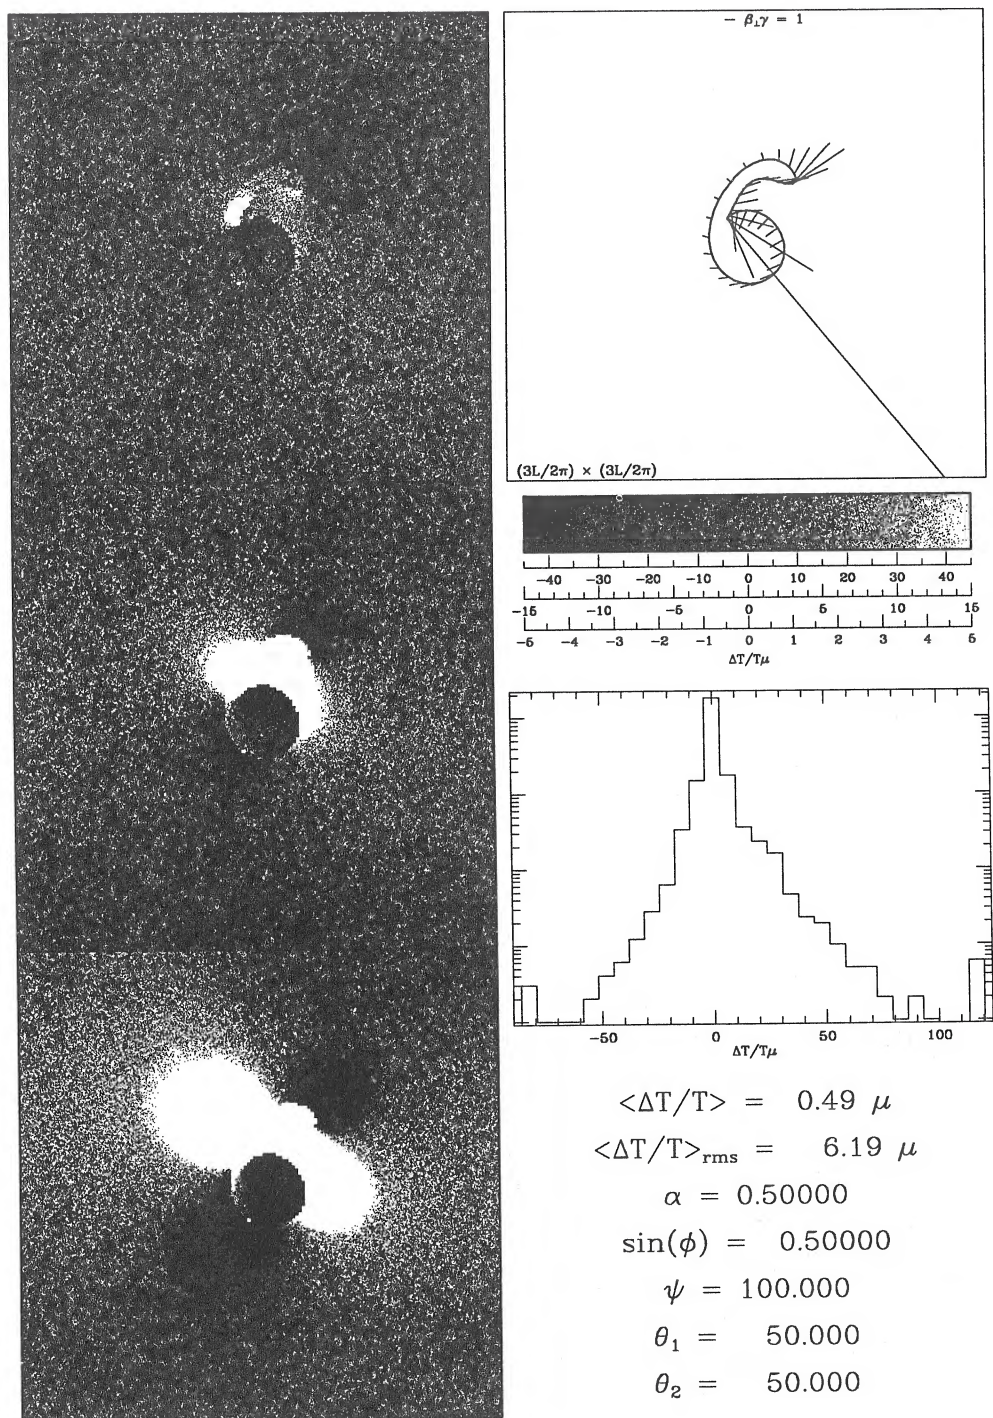 — β⊥γ = 1
(3L/2π) × (3L/2π)
−40 −30 −20 −10 0 10 20 30 40
−15 −10 −5 0 5 10 15
−5 −4 −3 −2 −1 0 1 2 3 4 5
ΔT/Tμ
−50 0 50 100
ΔT/Tμ
<ΔT/T> = 0.49 μ
<ΔT/T>rms = 6.19 μ
α = 0.50000
sin(φ) = 0.50000
ψ = 100.000
θ1 = 50.000
θ2 = 50.000